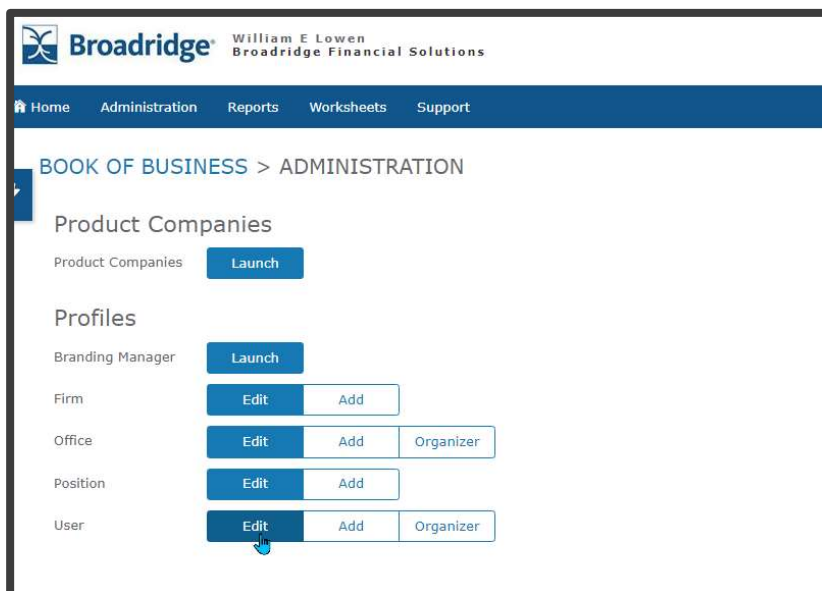 Broadridge®
William E Lowen
Broadridge Financial Solutions
Home Administration Reports Worksheets Support
BOOK OF BUSINESS > ADMINISTRATION
Product Companies
Product Companies Launch
Profiles
Branding Manager Launch
Firm Edit Add
Office Edit Add Organizer
Position Edit Add
User Edit Add Organizer